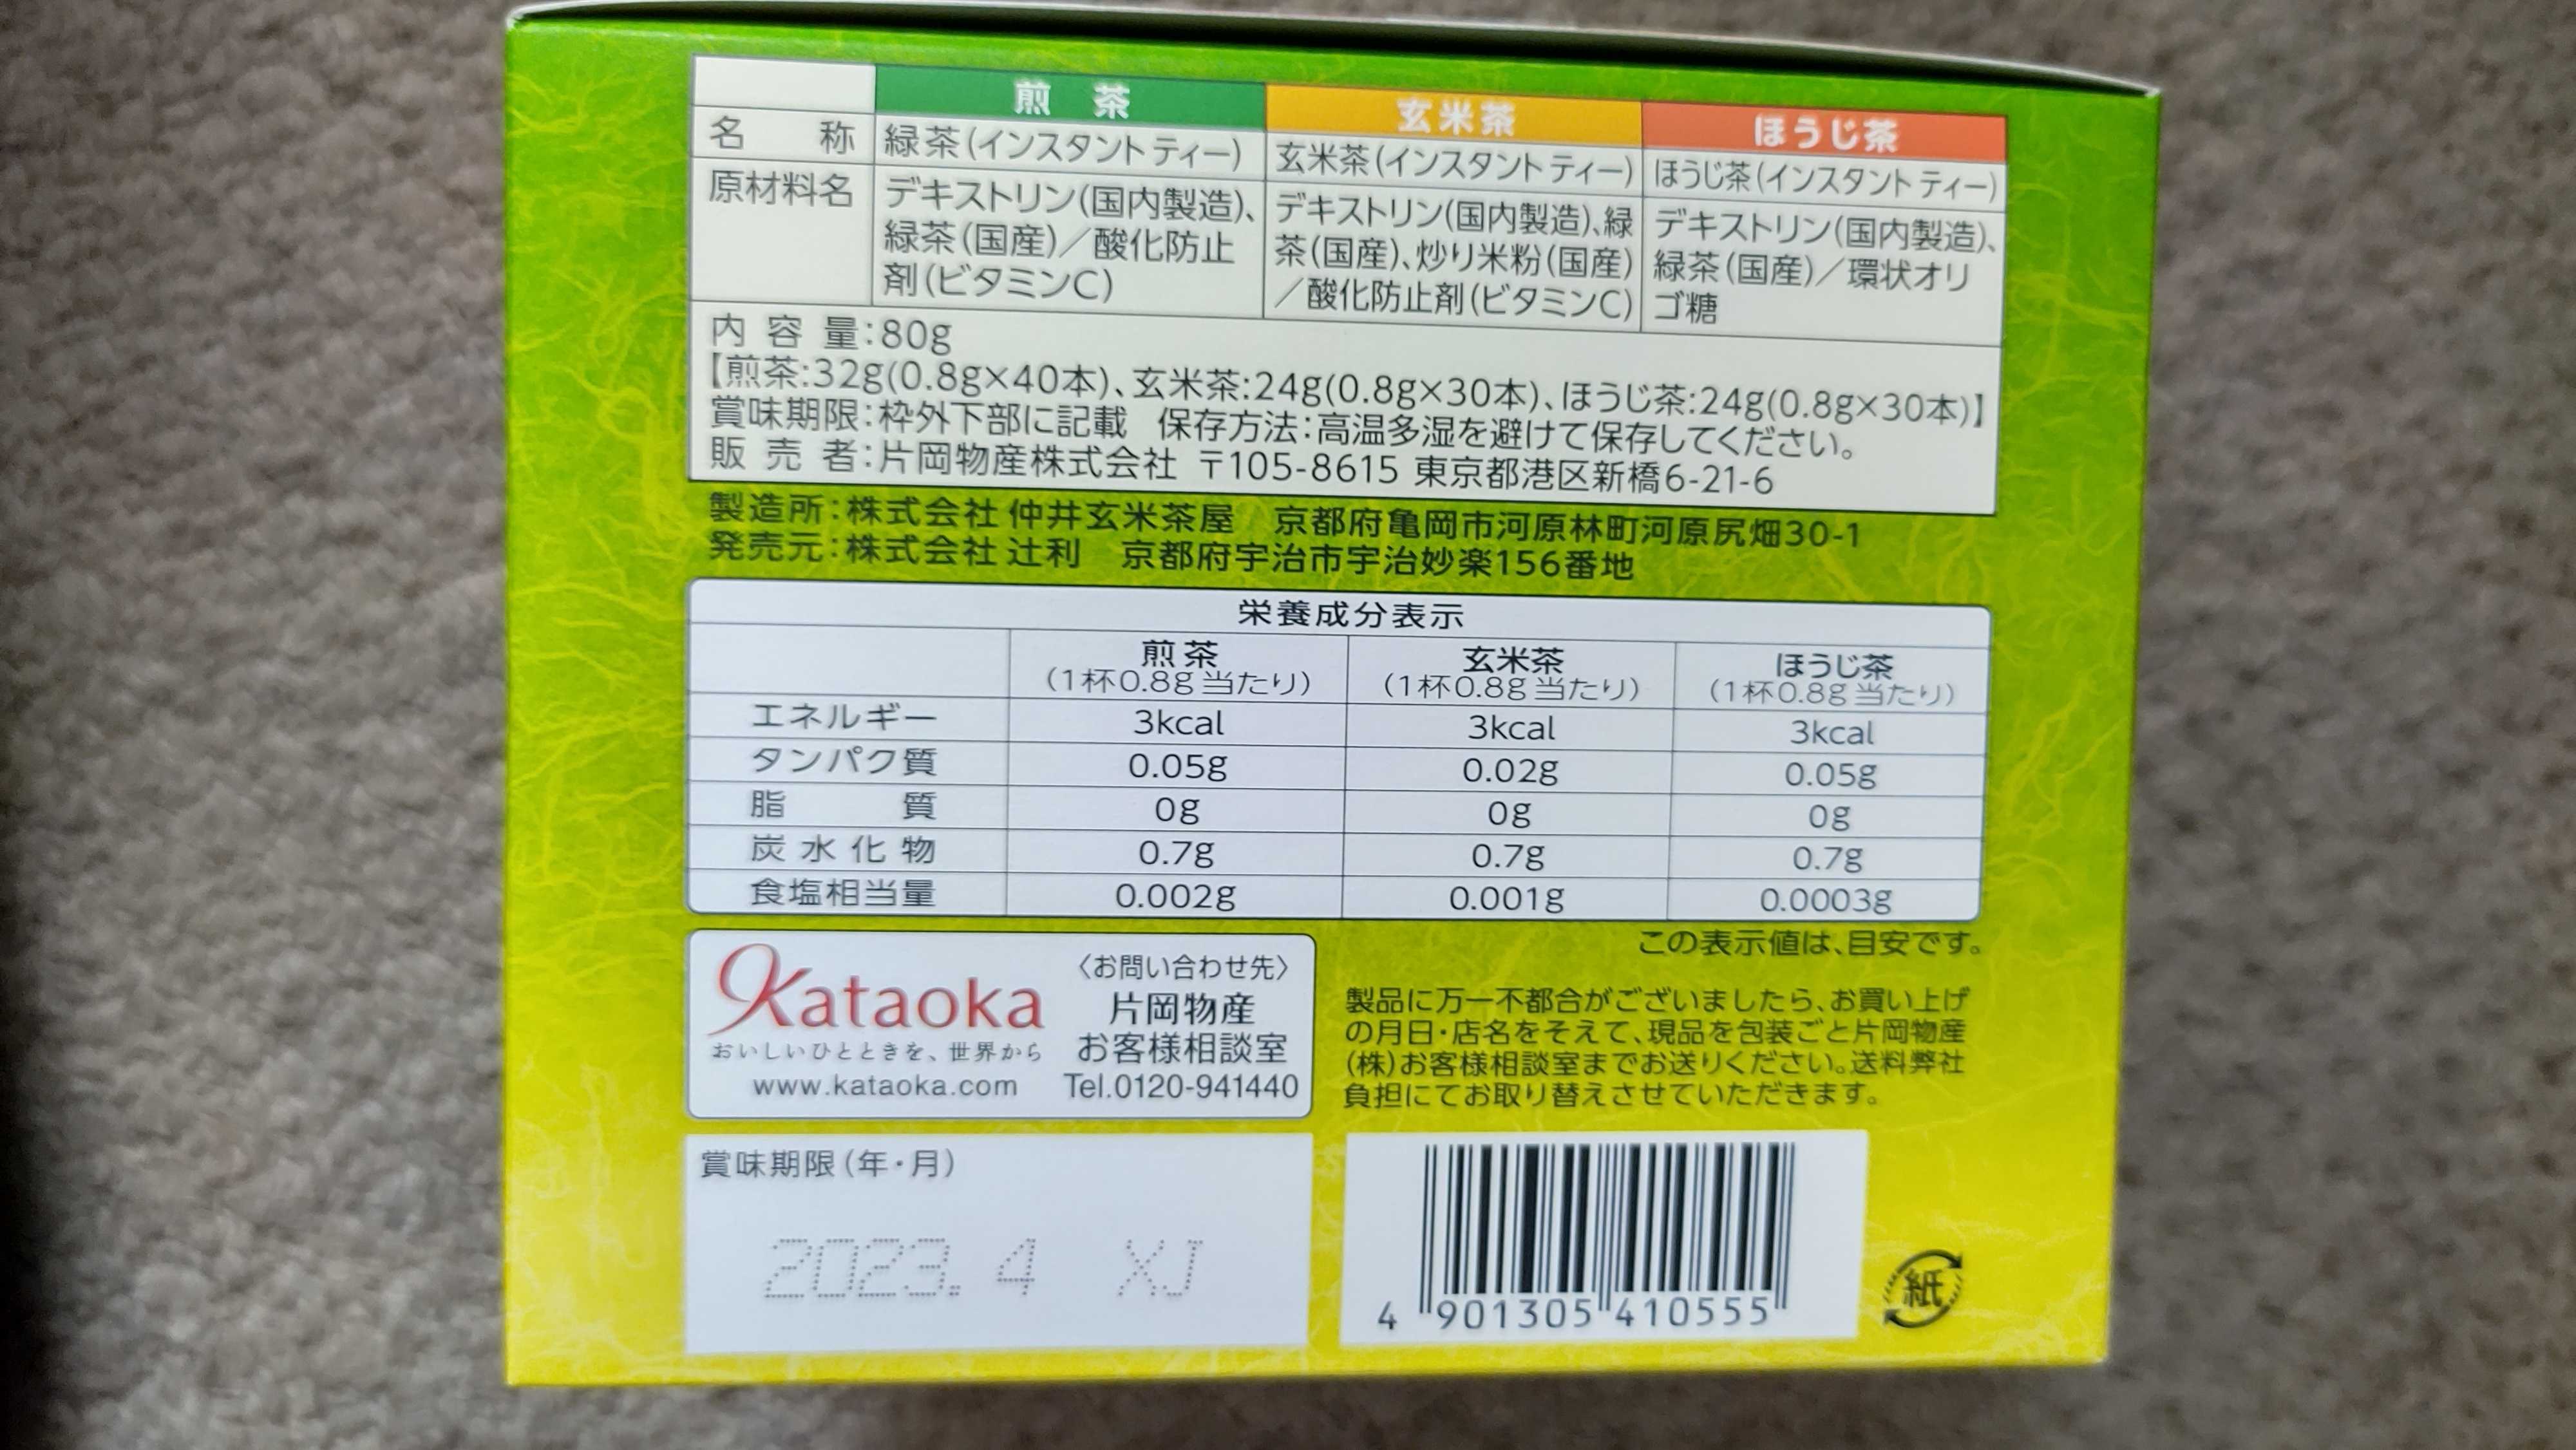 煎茶
玄米茶
ほうじ茶
名称 緑茶(インスタントティー) 玄米茶(インスタントティー) ほうじ茶(インスタントティー)
原材料名
デキストリン(国内製造)、
緑茶(国産)／酸化防止
剤(ビタミンC)
デキストリン(国内製造)、緑
茶(国産)、炒り米粉(国産)
／酸化防止剤(ビタミンC)
デキストリン(国内製造)、
緑茶(国産)／環状オリ
ゴ糖
内容量:80g
【煎茶:32g(0.8g×40本)、玄米茶:24g(0.8g×30本)、ほうじ茶:24g(0.8g×30本)】
賞味期限:枠外下部に記載 保存方法:高温多湿を避けて保存してください。
販売者:片岡物産株式会社 〒105-8615 東京都港区新橋6-21-6
製造所:株式会社 仲井玄米茶屋 京都府亀岡市河原林町河原尻畑30-1
発売元:株式会社 辻利 京都府宇治市宇治妙楽156番地
栄養成分表示
煎茶 玄米茶 ほうじ茶
(1杯0.8g当たり) (1杯0.8g当たり) (1杯0.8g当たり)
エネルギー 3kcal 3kcal 3kcal
タンパク質 0.05g 0.02g 0.05g
脂質 0g 0g 0g
炭水化物 0.7g 0.7g 0.7g
食塩相当量 0.002g 0.001g 0.0003g
この表示値は、目安です。
Kataoka
おいしいひとときを、世界から
www.kataoka.com
〈お問い合わせ先〉
片岡物産
お客様相談室
Tel.0120-941440
製品に万一不都合がございましたら、お買い上げ
の月日・店名をそえて、現品を包装ごと片岡物産
(株)お客様相談室までお送りください。送料弊社
負担にてお取り替えさせていただきます。
賞味期限(年・月)
2023.4 XJ
4 901305 410555
紙